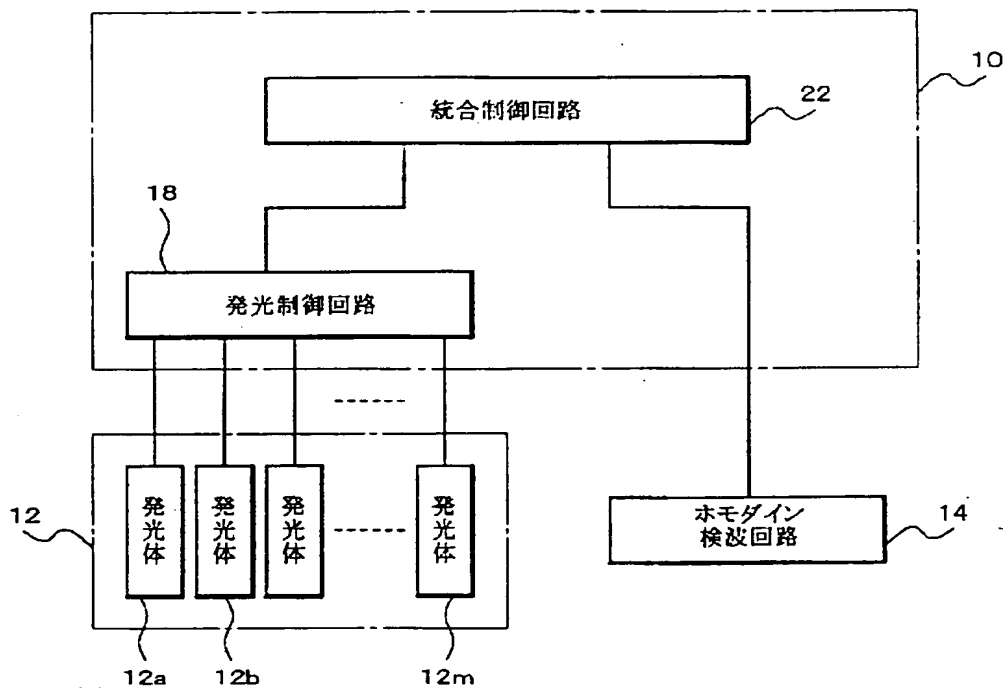 10
統合制御回路
22
18
発光制御回路
12
発光体
発光体
発光体
発光体
ホモダイン
検波回路
14
12a
12b
12m